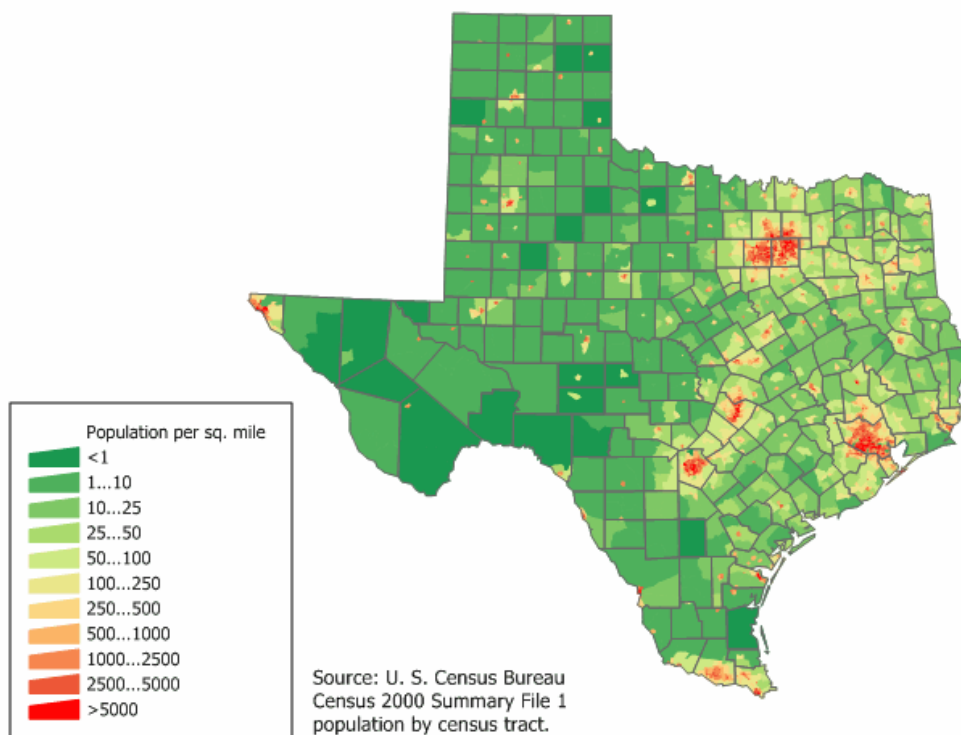 Population per sq. mile
<1
1...10
10...25
25...50
50...100
100...250
250...500
500...1000
1000...2500
2500...5000
>5000
Source: U. S. Census Bureau
Census 2000 Summary File 1
population by census tract.